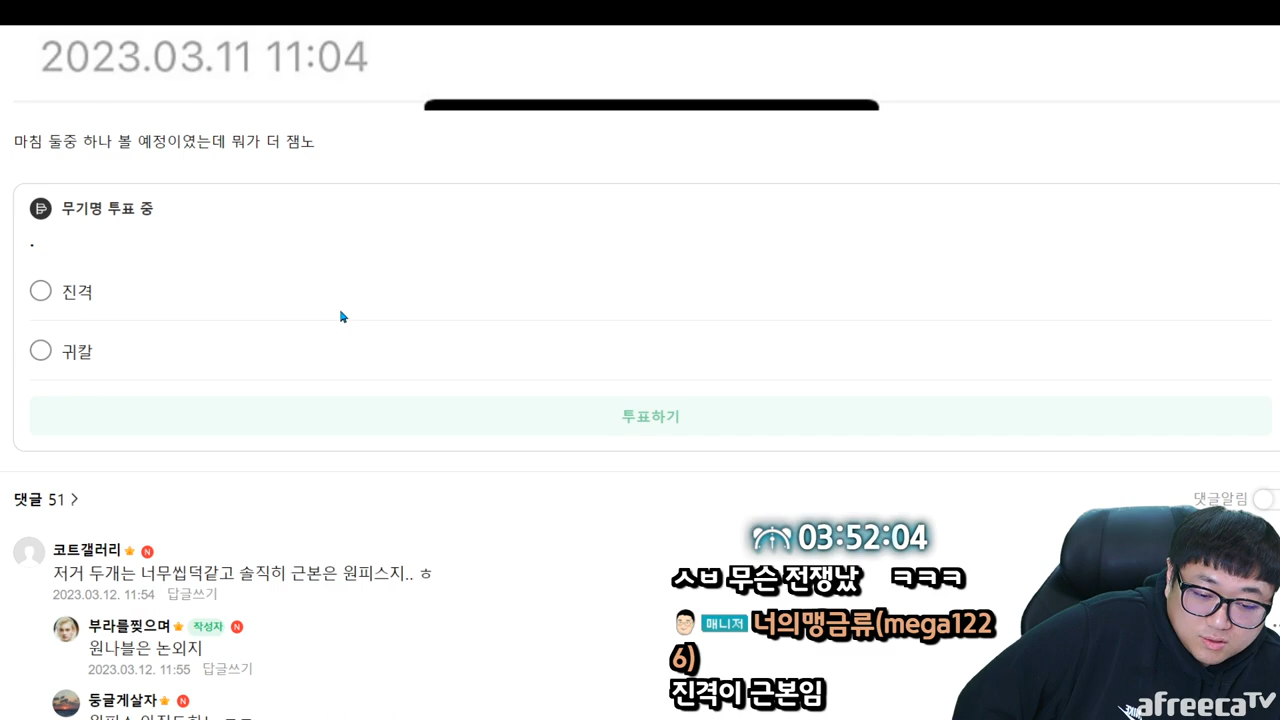 2023.03.11 11:04
마침 둘중 하나 볼 예정이였는데 뭐가 더 잼노
무기명 투표 중
.
진격
귀칼
투표하기
댓글 51 >
댓글알림
코트갤러리 N
저거 두개는 너무씹덕같고 솔직히 근본은 원피스지.. ㅎ
2023.03.12. 11:54 답글쓰기
부라를찢으며 작성자 N
원나블은 논외지
2023.03.12. 11:55 답글쓰기
둥글게살자 N
03:52:04
ㅅㅂ 무슨 전쟁났 ㅋㅋㅋ
매니저 너의맹금류(mega122
6)
진격이 근본임
afreecaTV